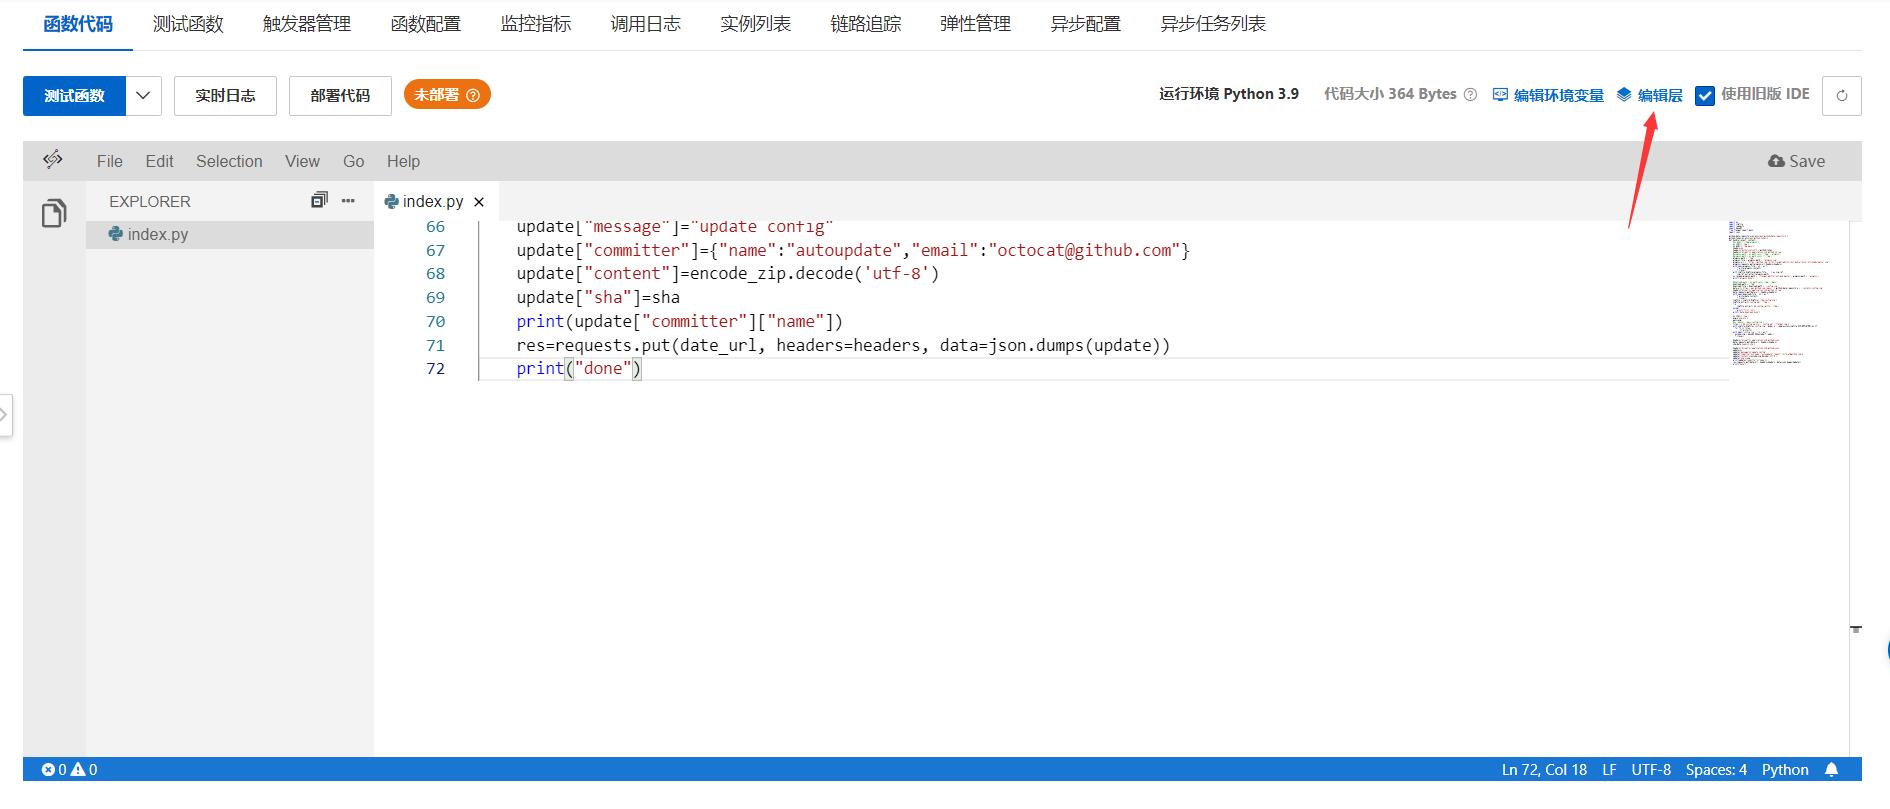 函数代码 测试函数 触发器管理 函数配置 监控指标 调用日志 实例列表 链路追踪 弹性管理 异步配置 异步任务列表
测试函数 实时日志 部署代码 未部署 运行环境 Python 3.9 代码大小 364 Bytes 编辑环境变量 编辑层 使用旧版 IDE
File Edit Selection View Go Help Save
EXPLORER index.py
index.py
66 update["message"]="update config"
67 update["committer"]={"name":"autoupdate","email":"octocat@github.com"}
68 update["content"]=encode_zip.decode('utf-8')
69 update["sha"]=sha
70 print(update["committer"]["name"])
71 res=requests.put(date_url, headers=headers, data=json.dumps(update))
72 print("done")
0 0 Ln 72, Col 18 LF UTF-8 Spaces: 4 Python